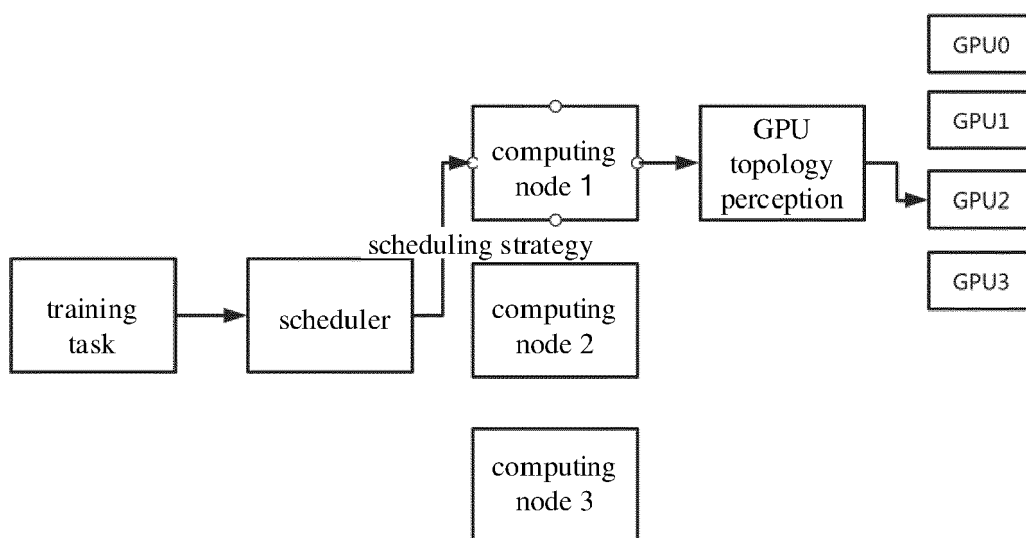 training
task
scheduler
scheduling strategy
computing
node 1
computing
node 2
computing
node 3
GPU
topology
perception
GPU0
GPU1
GPU2
GPU3